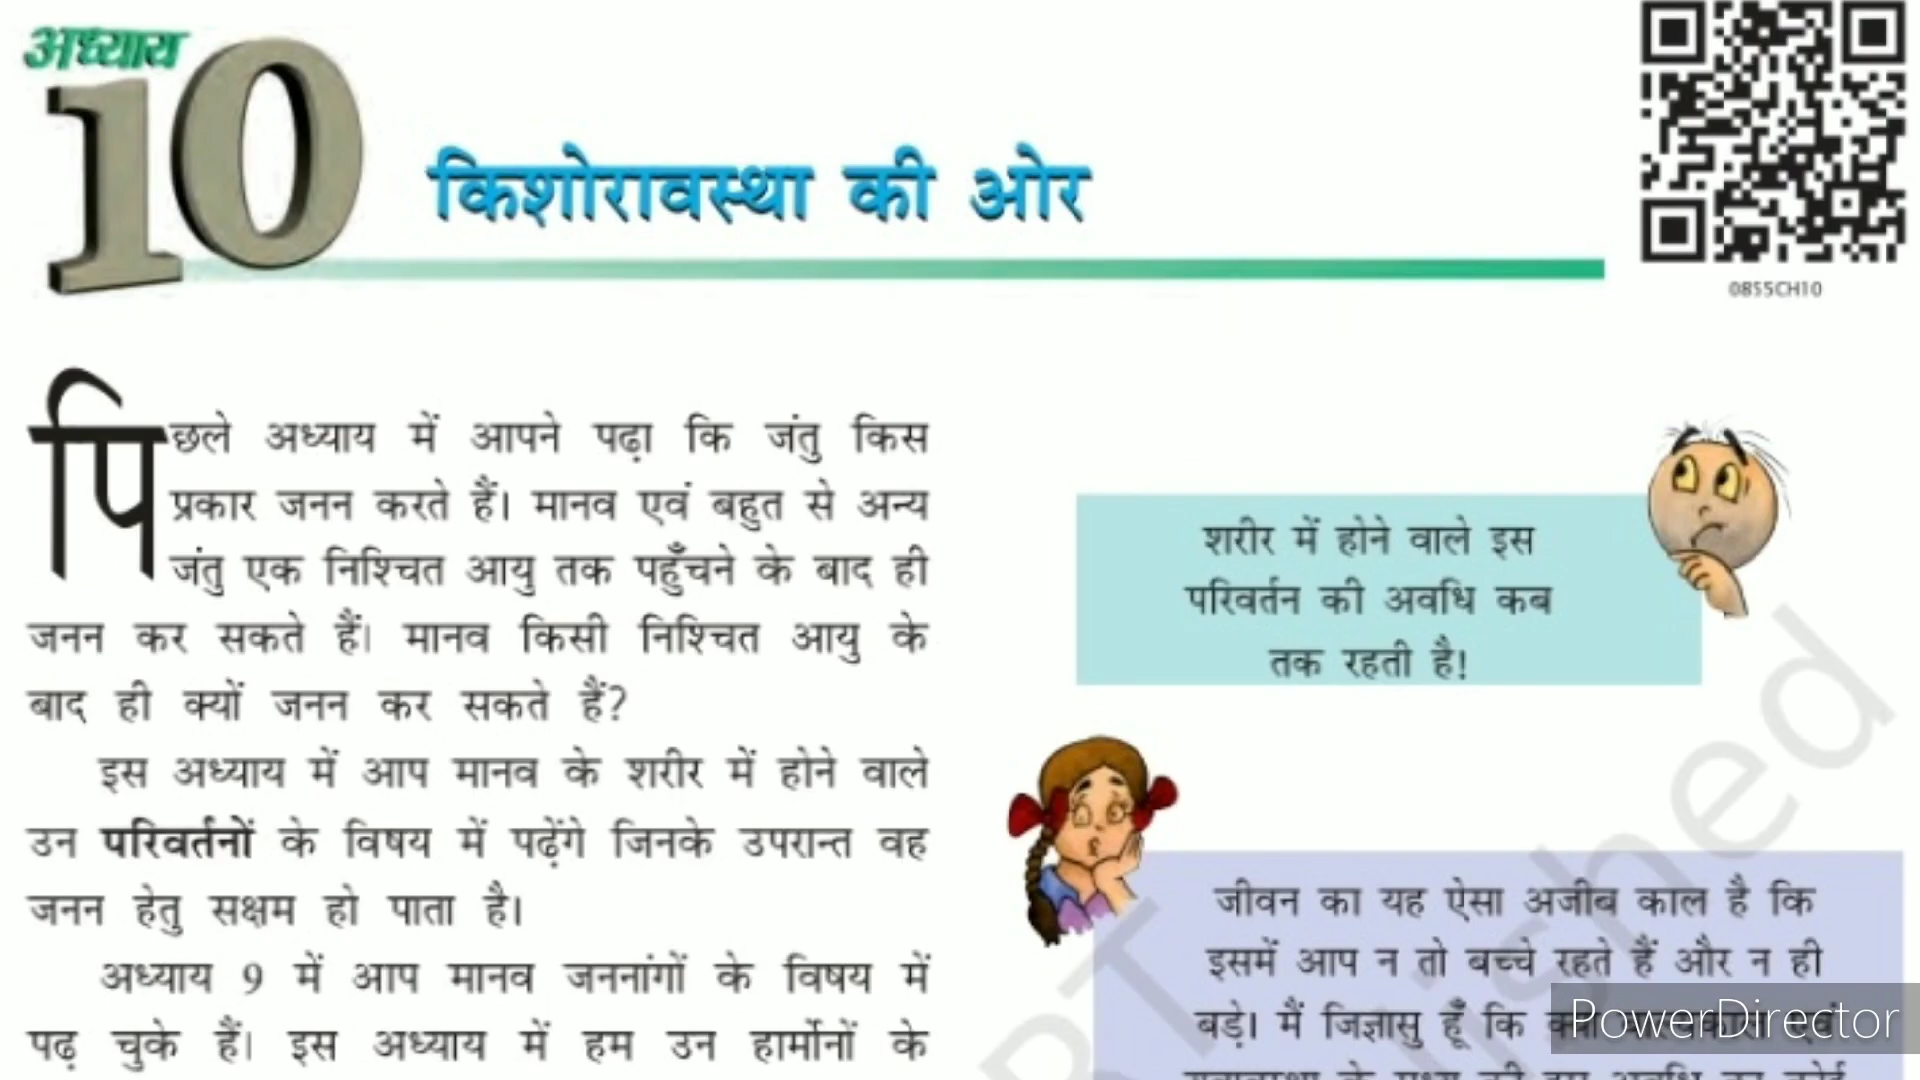 अध्याय
10
किशोरावस्था की ओर
0855CH10
पिछले अध्याय में आपने पढ़ा कि जंतु किस
प्रकार जनन करते हैं। मानव एवं बहुत से अन्य
जंतु एक निश्चित आयु तक पहुँचने के बाद ही
जनन कर सकते हैं। मानव किसी निश्चित आयु के
बाद ही क्यों जनन कर सकते हैं?
इस अध्याय में आप मानव के शरीर में होने वाले
उन परिवर्तनों के विषय में पढ़ेंगे जिनके उपरान्त वह
जनन हेतु सक्षम हो पाता है।
अध्याय 9 में आप मानव जननांगों के विषय में
पढ़ चुके हैं। इस अध्याय में हम उन हार्मोनों के
शरीर में होने वाले इस
परिवर्तन की अवधि कब
तक रहती है!
जीवन का यह ऐसा अजीब काल है कि
इसमें आप न तो बच्चे रहते हैं और न ही
बड़े। मैं जिज्ञासु हूँ कि
के मध्य की इस अवधि का कोई
PowerDirector